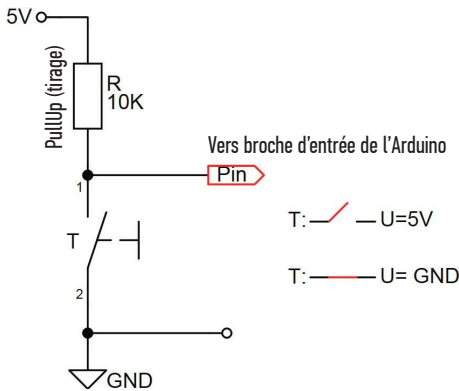 5V
PullUp (tirage)
R
10K
Vers broche d'entrée de l'Arduino
1
Pin
T
T: U=5V
T: U= GND
2
GND